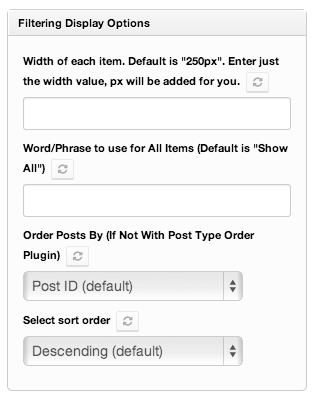 Filtering Display Options
Width of each item. Default is "250px". Enter just
the width value, px will be added for you.
Word/Phrase to use for All Items (Default is "Show
All")
Order Posts By (If Not With Post Type Order
Plugin)
Post ID (default)
Select sort order
Descending (default)